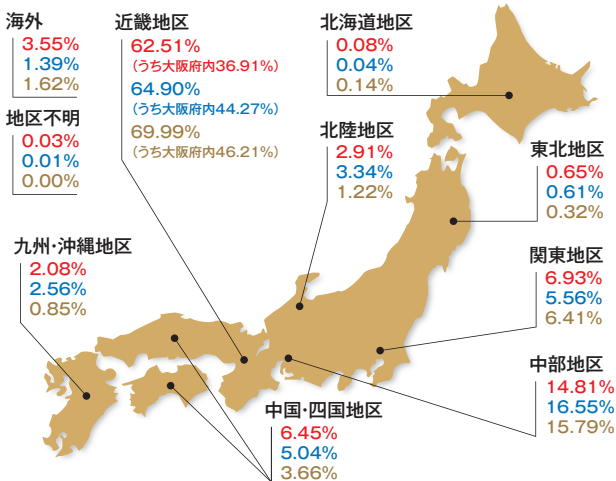 海外
3.55%
1.39%
1.62%
地区不明
0.03%
0.01%
0.00%
近畿地区
62.51%
(うち大阪府内36.91%)
64.90%
(うち大阪府内44.27%)
69.99%
(うち大阪府内46.21%)
北海道地区
0.08%
0.04%
0.14%
北陸地区
2.91%
3.34%
1.22%
東北地区
0.65%
0.61%
0.32%
九州・沖縄地区
2.08%
2.56%
0.85%
関東地区
6.93%
5.56%
6.41%
中部地区
14.81%
16.55%
15.79%
中国・四国地区
6.45%
5.04%
3.66%